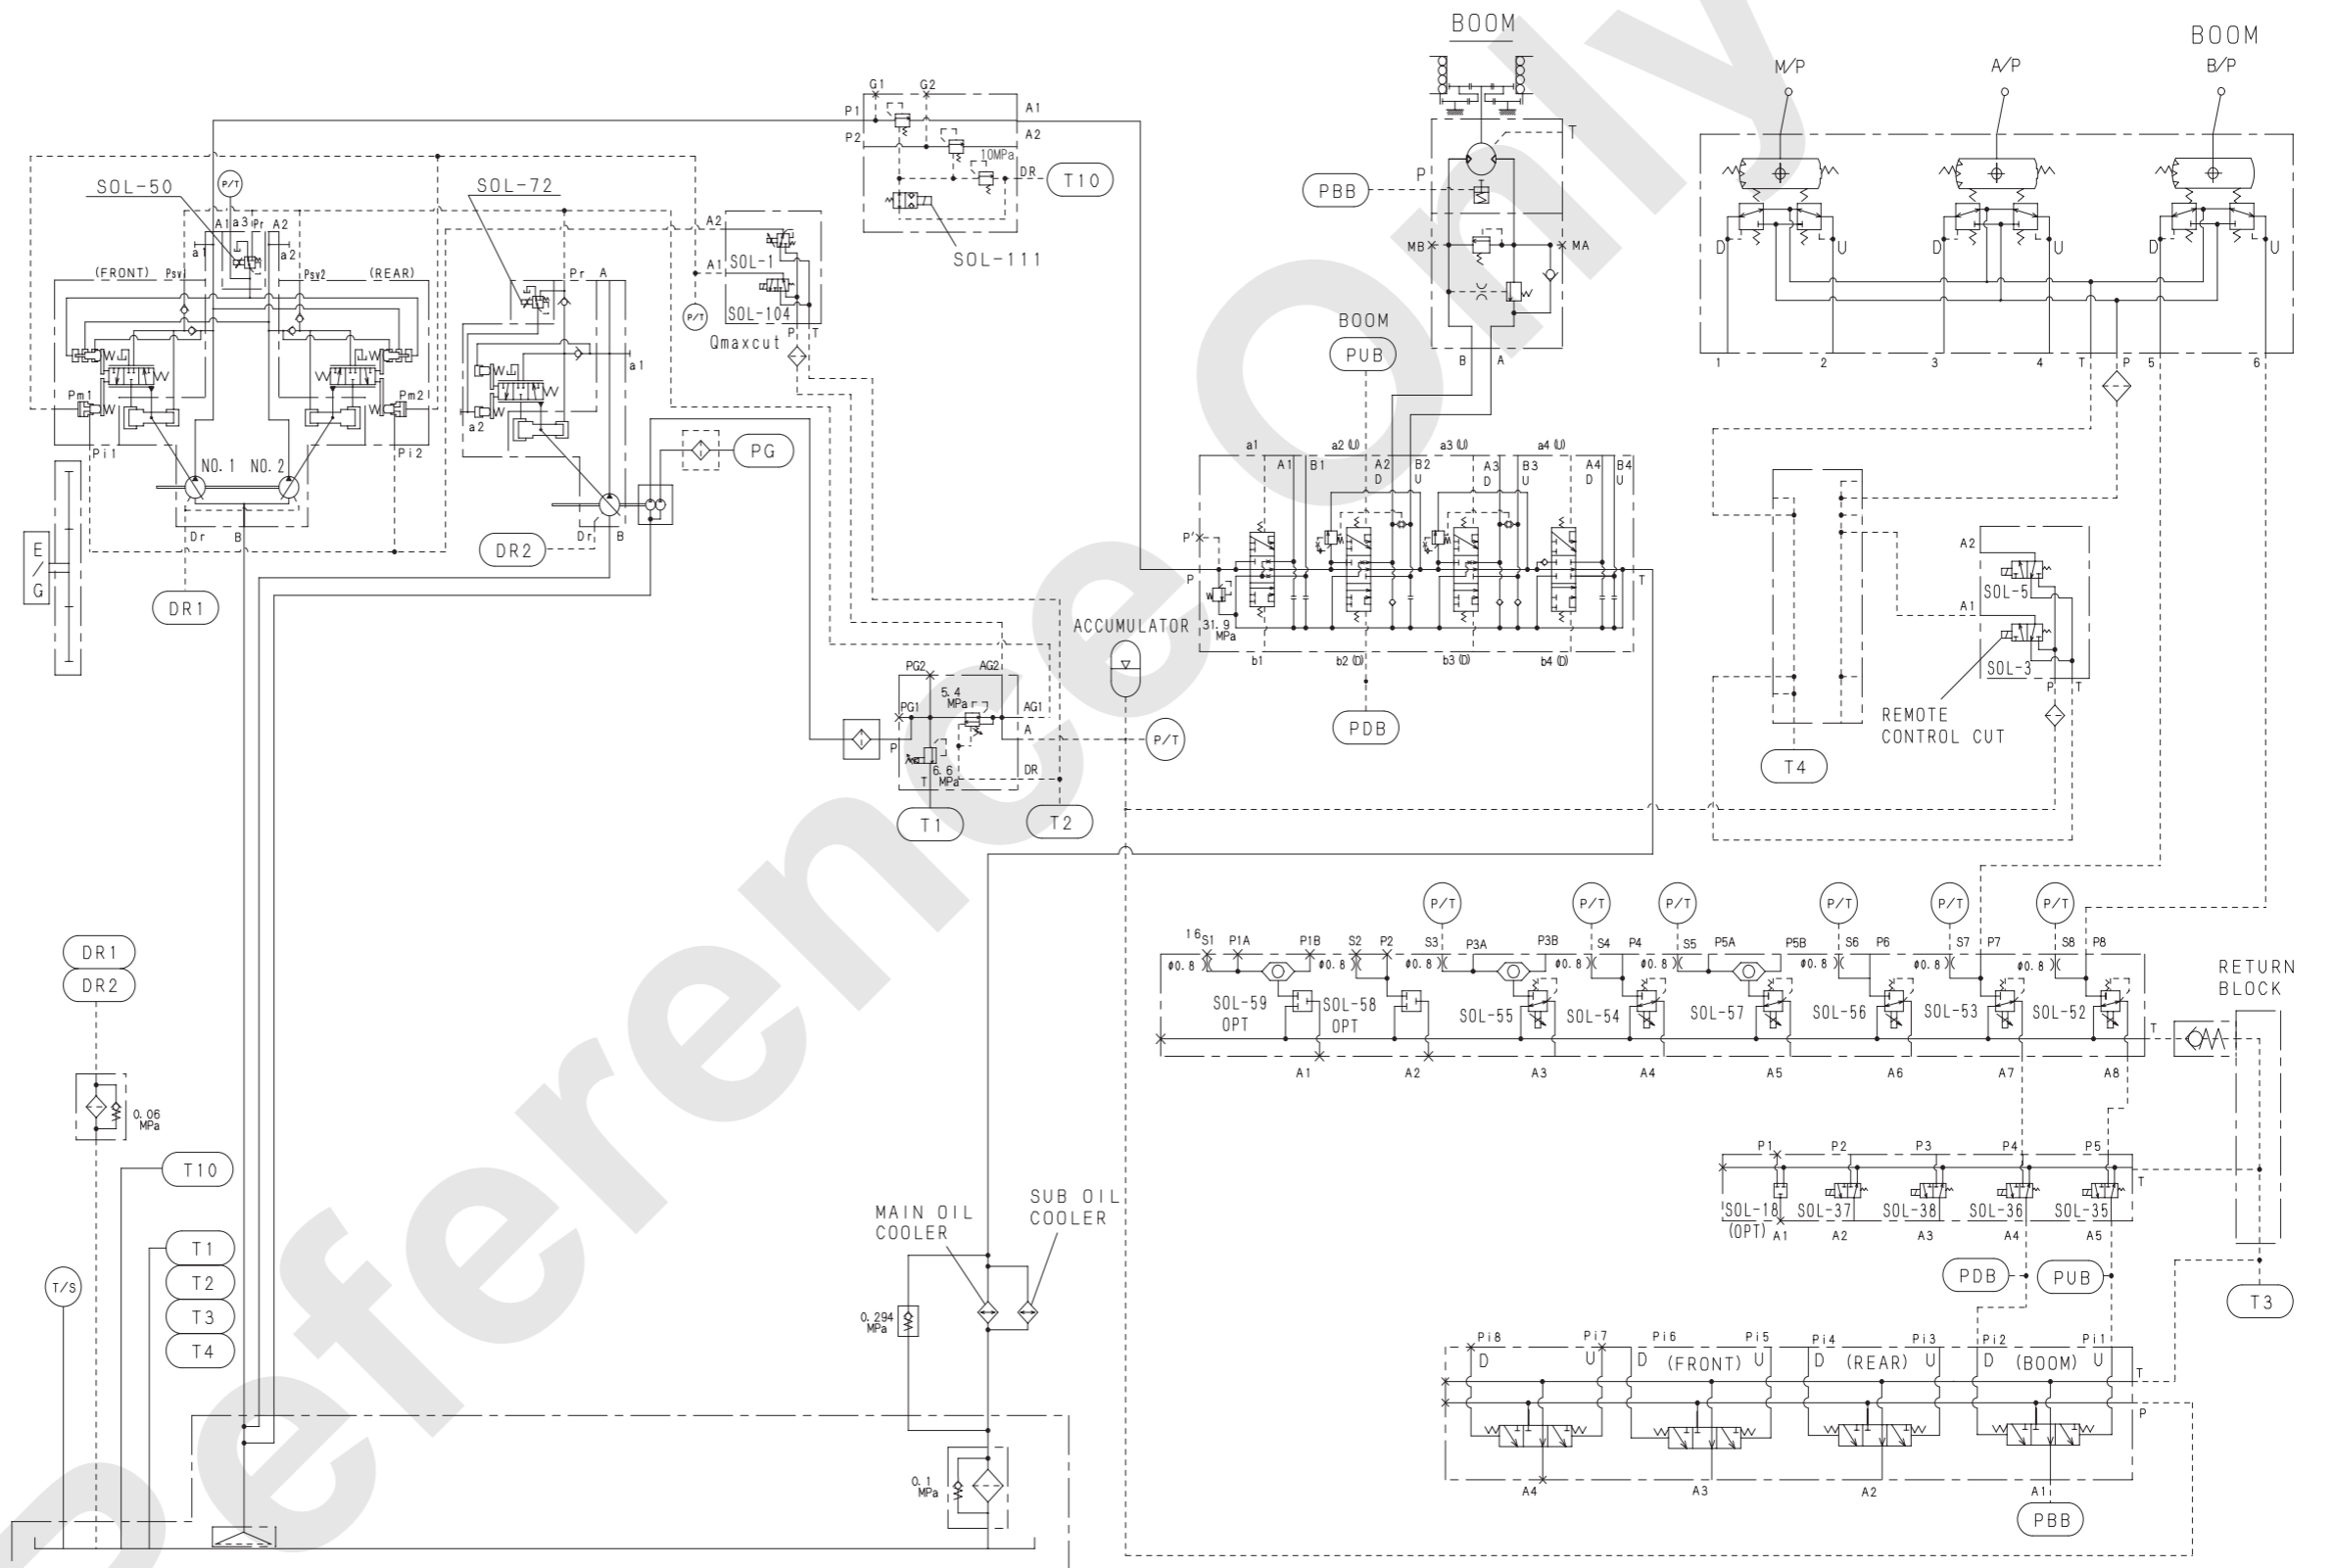 BOOM
BOOM
M/P
A/P
B/P
G1
G2
P1
A1
P2
A2
10MPa
DR
T10
SOL-50
P/T
SOL-72
SOL-111
A1
a3
Pr
A2
a1
a2
(FRONT)
Psv1
Psv2
(REAR)
Pm1
Pm2
Pi1
Pi2
NO.1
NO.2
Dr
B
DR1
E/G
Pr
A
a1
a2
Dr
B
DR2
PG
A2
A1
SOL-1
SOL-104
P
T
P/T
Qmaxcut
PBB
P
T
MB
MA
B
A
BOOM
PUB
D
U
D
U
D
U
1
2
3
4
T
P
5
6
a1
a2 (U)
a3 (U)
a4 (U)
A1
B1
A2
D
B2
U
A3
D
B3
U
A4
D
B4
U
P'
P
T
31.9
MPa
b1
b2 (D)
b3 (D)
b4 (D)
PDB
ACCUMULATOR
P/T
PG2
AG2
5.4
MPa
PG1
AG1
P
A
6.6
MPa
T
DR
T1
T2
A2
SOL-5
A1
SOL-3
P
T
REMOTE
CONTROL CUT
T4
P/T
P/T
P/T
P/T
P/T
P/T
16
S1
P1A
P1B
S2
P2
S3
P3A
P3B
S4
P4
S5
P5A
P5B
S6
P6
S7
P7
S8
P8
φ0.8
φ0.8
φ0.8
φ0.8
φ0.8
φ0.8
φ0.8
φ0.8
SOL-59
OPT
SOL-58
OPT
SOL-55
SOL-54
SOL-57
SOL-56
SOL-53
SOL-52
T
A1
A2
A3
A4
A5
A6
A7
A8
RETURN
BLOCK
P1
P2
P3
P4
P5
T
SOL-18
(OPT)
SOL-37
SOL-38
SOL-36
SOL-35
A1
A2
A3
A4
A5
PDB
PUB
T3
Pi8
Pi7
Pi6
Pi5
Pi4
Pi3
Pi2
Pi1
D
U
D
(FRONT)
U
D
(REAR)
U
D
(BOOM)
U
T
P
A4
A3
A2
A1
PBB
DR1
DR2
0.06
MPa
T10
T1
T2
T3
T4
T/S
MAIN OIL
COOLER
SUB OIL
COOLER
0.294
MPa
0.1
MPa
Reference Only